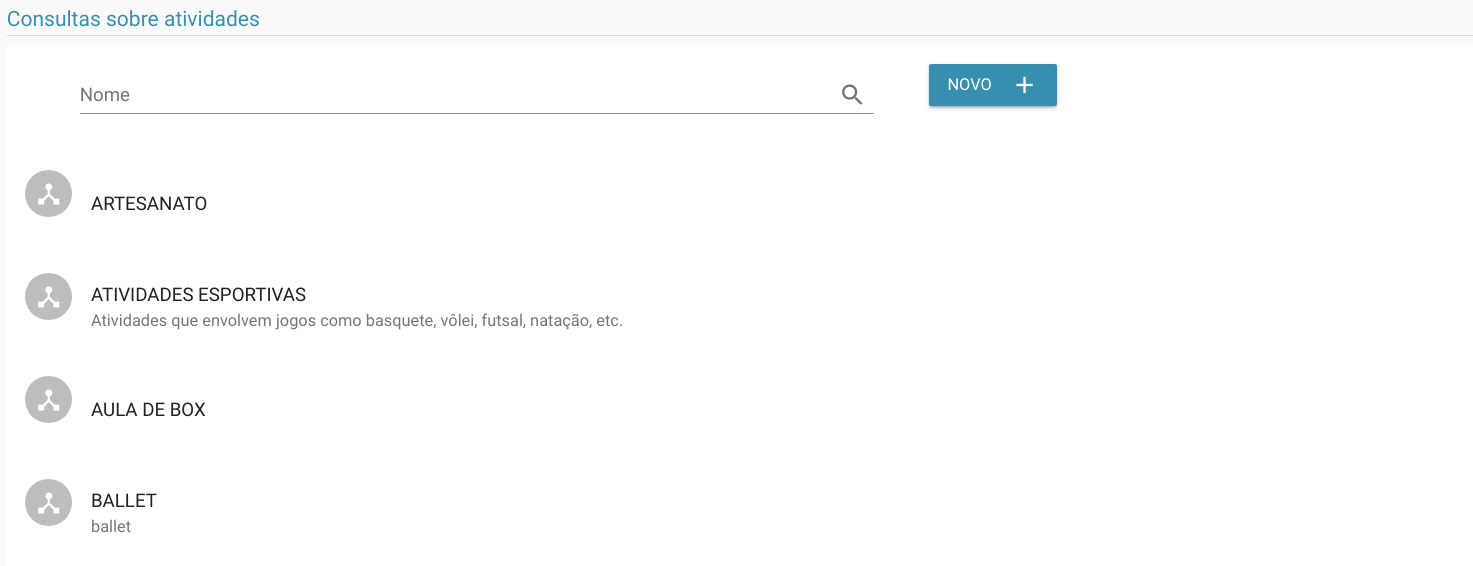 Consultas sobre atividades
Nome
NOVO
ARTESANATO
ATIVIDADES ESPORTIVAS
Atividades que envolvem jogos como basquete, vôlei, futsal, natação, etc.
AULA DE BOX
BALLET
ballet